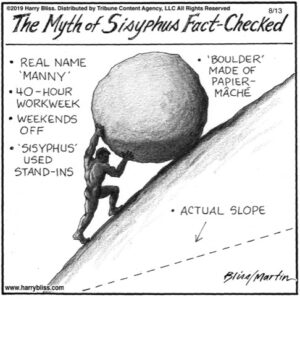 ©2019 Harry Bliss. Distributed by Tribune Content Agency, LLC All Rights Reserved
8/13
The Myth of Sisyphus Fact-Checked
• REAL NAME
'MANNY'
• 40-HOUR
WORKWEEK
• WEEKENDS
OFF
• 'SISYPHUS'
USED
STAND-INS
• 'BOULDER'
MADE OF
PAPIER-
MÂCHÉ
• ACTUAL SLOPE
Bliss/Martin
www.harrybliss.com